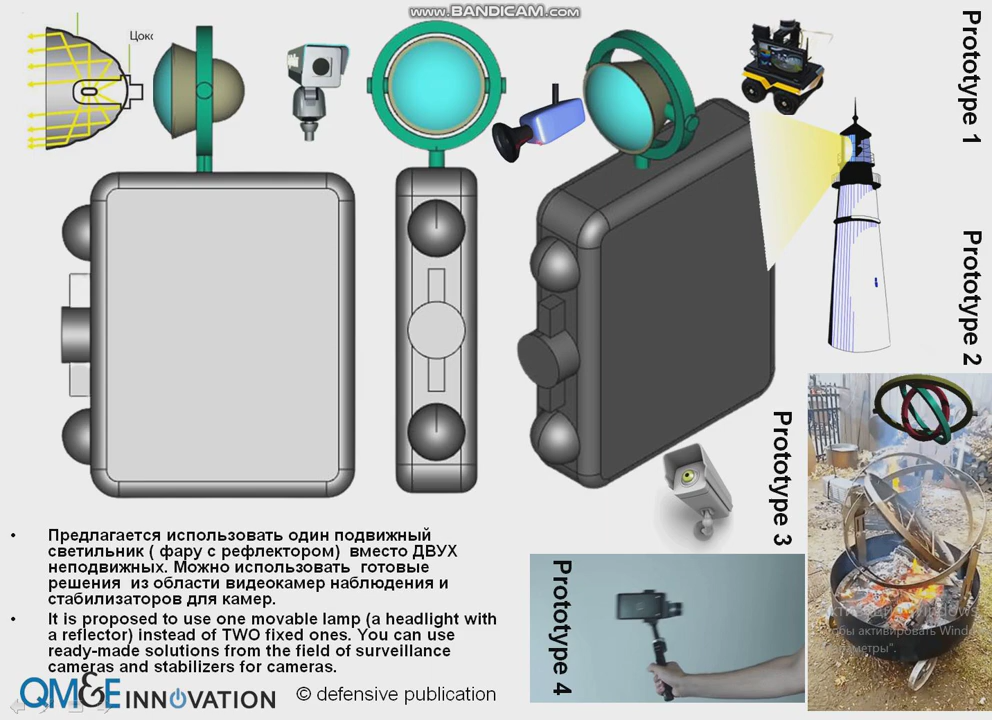 www.BANDICAM.com
Цокс
Prototype 1
Prototype 2
Prototype 3
Prototype 4
• Предлагается использовать один подвижный
светильник ( фару с рефлектором) вместо ДВУХ
неподвижных. Можно использовать готовые
решения из области видеокамер наблюдения и
стабилизаторов для камер.
• It is proposed to use one movable lamp (a headlight with
a reflector) instead of TWO fixed ones. You can use
ready-made solutions from the field of surveillance
cameras and stabilizers for cameras.
QM&E INNOVATION © defensive publication